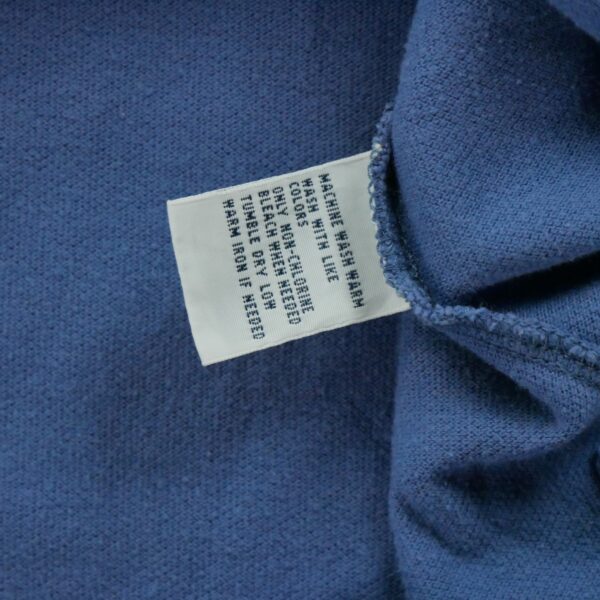 MACHINE WASH WARM
WASH WITH LIKE
COLORS
ONLY NON-CHLORINE
BLEACH WHEN NEEDED
TUMBLE DRY LOW
WARM IRON IF NEEDED